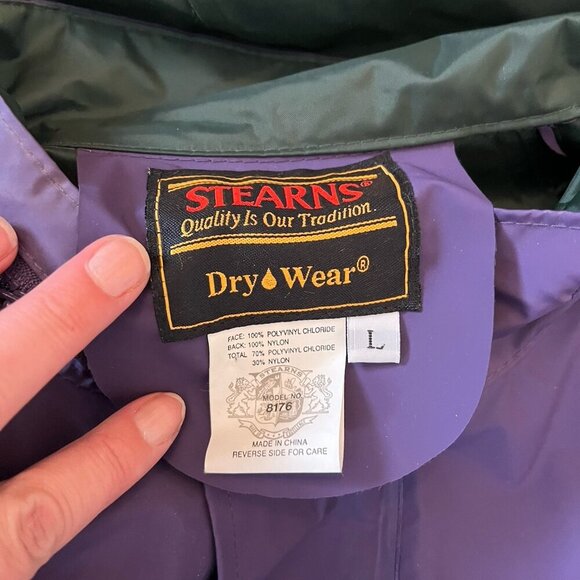 STEARNS®
Quality Is Our Tradition.
Dry Wear®
L
FACE: 100% POLYVINYL CHLORIDE
BACK: 100% NYLON
TOTAL 70% POLYVINYL CHLORIDE
30% NYLON
STEARNS
MODEL NO.
8176
MADE IN CHINA
REVERSE SIDE FOR CARE